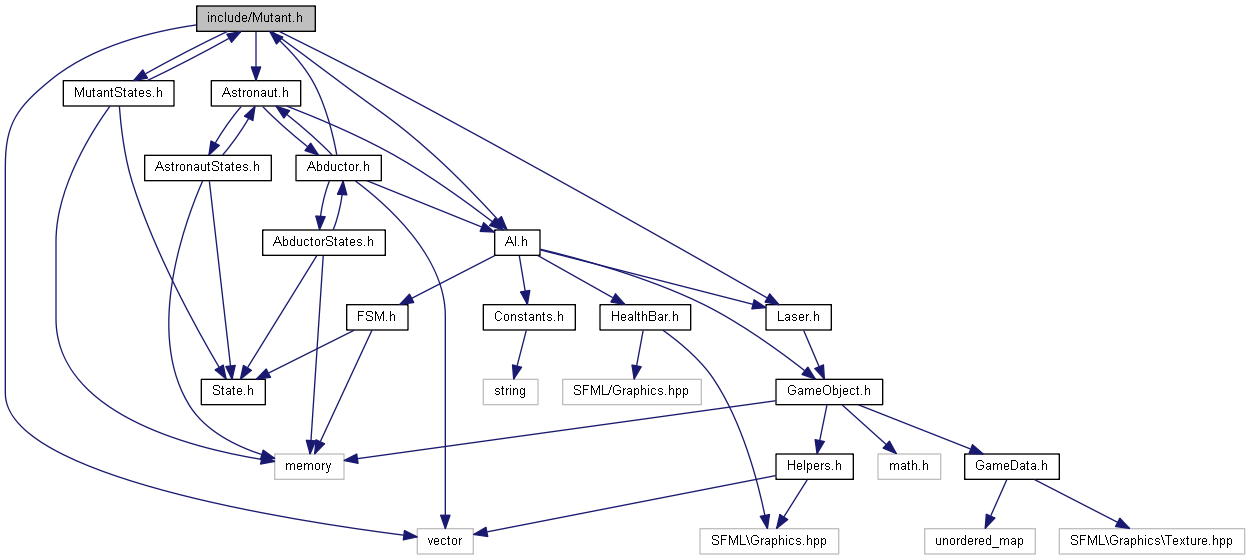 include/Mutant.h
MutantStates.h
Astronaut.h
AstronautStates.h
Abductor.h
AbductorStates.h
AI.h
FSM.h
Constants.h
HealthBar.h
Laser.h
State.h
string
SFML/Graphics.hpp
GameObject.h
memory
Helpers.h
math.h
GameData.h
vector
SFML\Graphics.hpp
unordered_map
SFML\Graphics\Texture.hpp